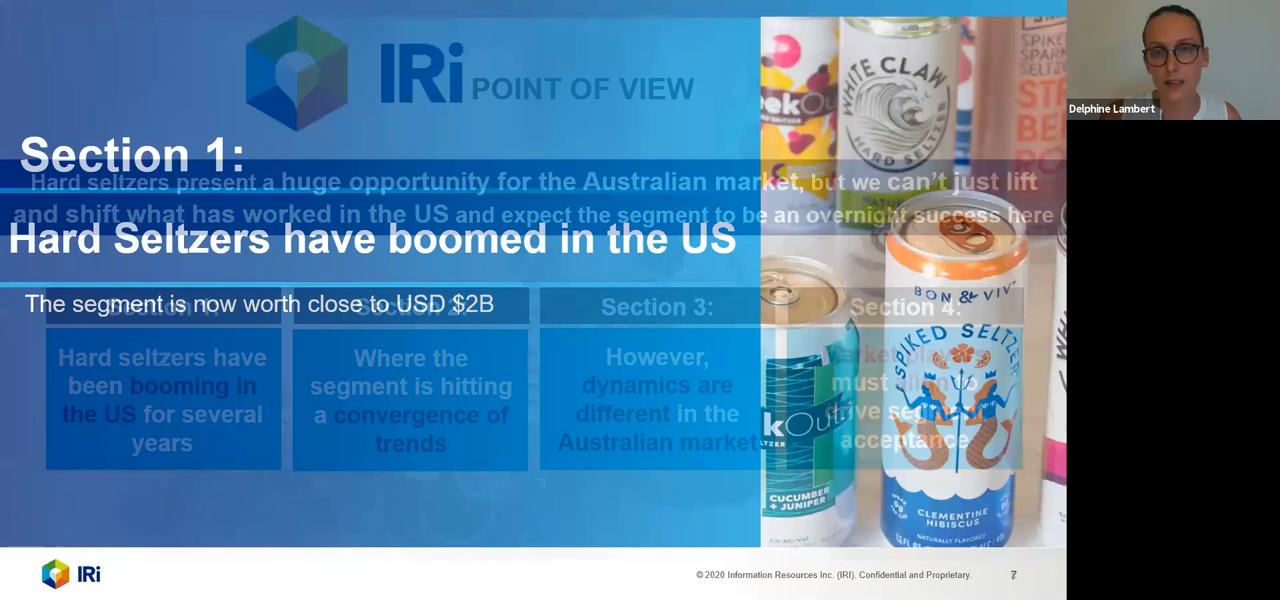 IRi POINT OF VIEW
Section 1:
Hard seltzers present a huge opportunity for the Australian market, but we can't just lift
and shift what has worked in the US and expect the segment to be an overnight success here
Hard Seltzers have boomed in the US
The segment is now worth close to USD $2B
Section 3:
Section 4:
Hard seltzers have
been booming in
the US for several
years
Where the
segment is hitting
a convergence of
trends
However,
dynamics are
different in the
Australian market
must
drive
acceptance
WHITE CLAW
HARD SELTZER
SPIKED
BON & VIV
SPIKED SELTZER
CLEMENTINE
HIBISCUS
NATURALLY FLAVORED
CUCUMBER
+ JUNIPER
Delphine Lambert
IRi
© 2020 Information Resources Inc. (IRI). Confidential and Proprietary.
7